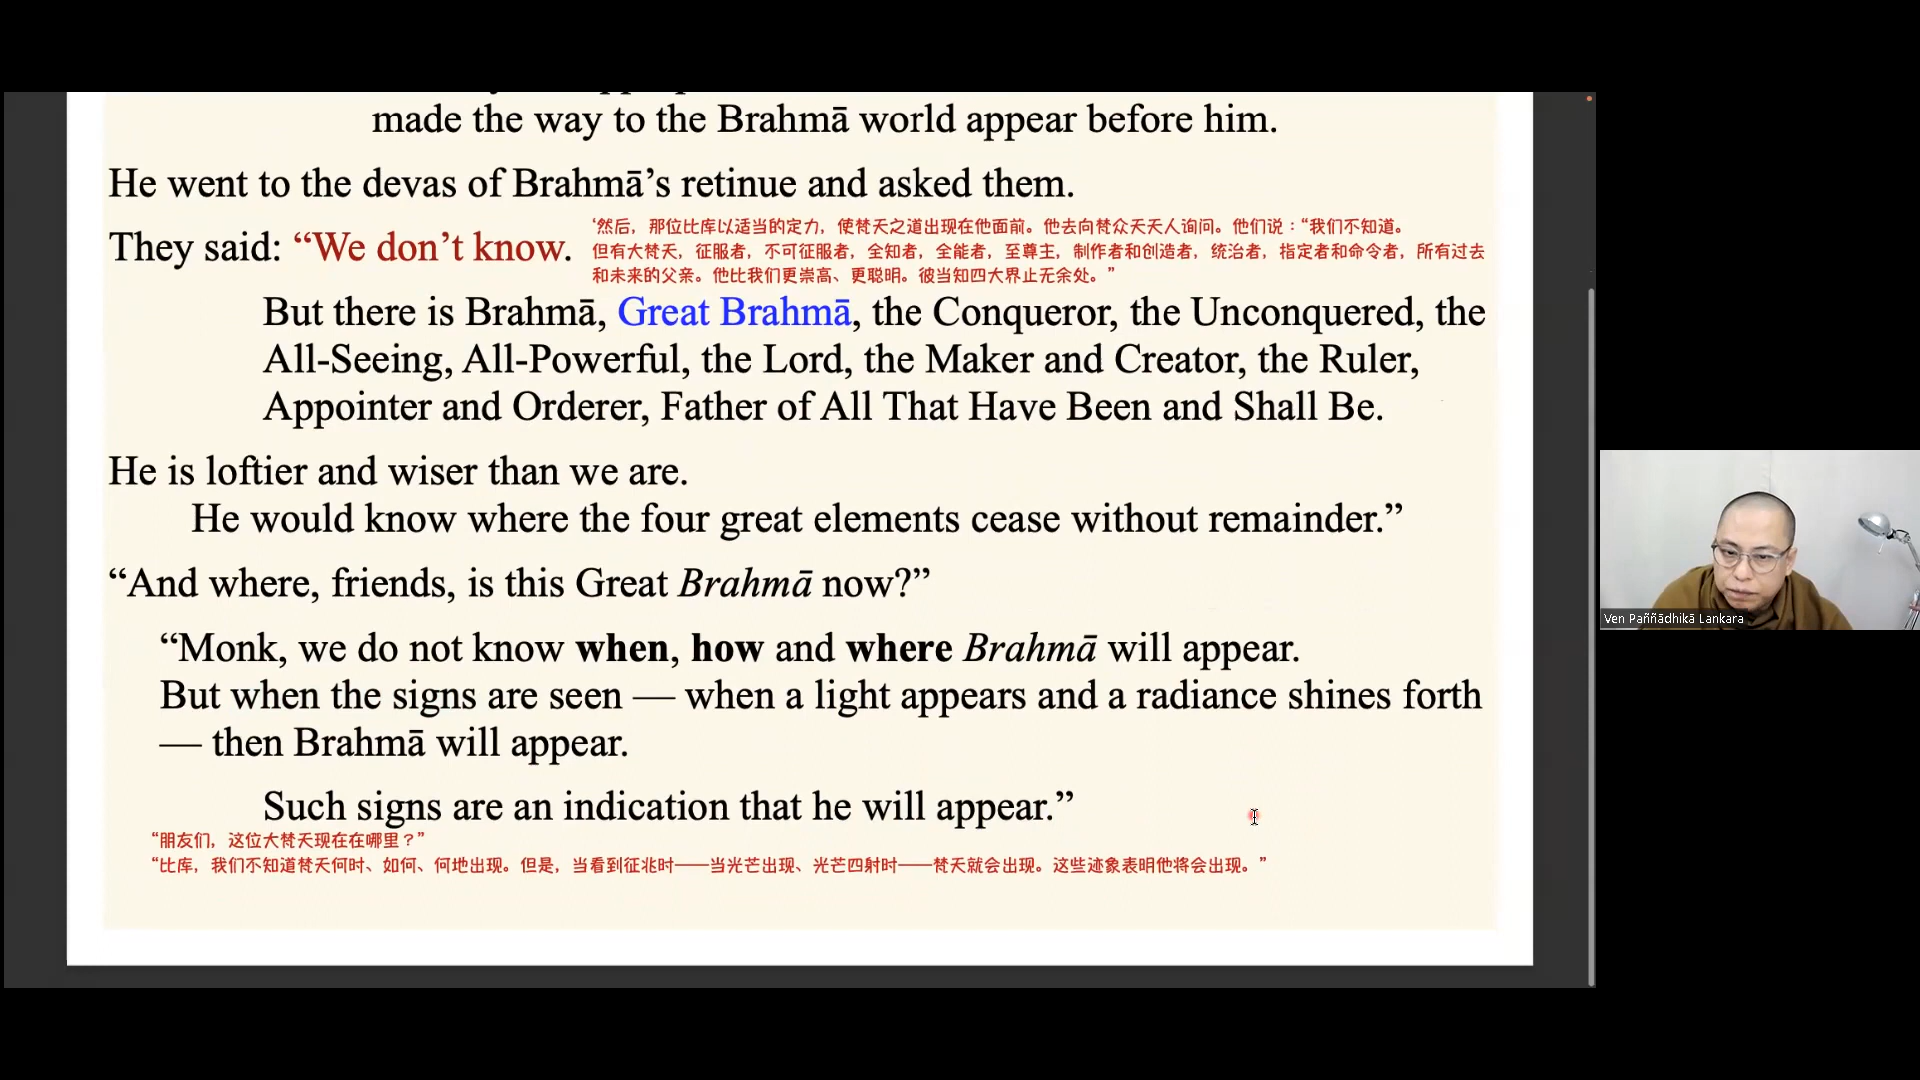 made the way to the Brahmā world appear before him.
He went to the devas of Brahmā’s retinue and asked them.
They said: “We don’t know.
‘然后，那位比库以适当的定力，使梵天之道出现在他面前。他去向梵众天天人询问。他们说：“我们不知道。
但有大梵天，征服者，不可征服者，全知者，全能者，至尊主，制作者和创造者，统治者，指定者和命令者，所有过去
和未来的父亲。他比我们更崇高、更聪明。彼当知四大界止无余处。”
But there is Brahmā, Great Brahmā, the Conqueror, the Unconquered, the
All-Seeing, All-Powerful, the Lord, the Maker and Creator, the Ruler,
Appointer and Orderer, Father of All That Have Been and Shall Be.
He is loftier and wiser than we are.
He would know where the four great elements cease without remainder.”
“And where, friends, is this Great Brahmā now?”
“Monk, we do not know when, how and where Brahmā will appear.
But when the signs are seen — when a light appears and a radiance shines forth
— then Brahmā will appear.
Such signs are an indication that he will appear.”
“朋友们，这位大梵天现在在哪里？”
“比库，我们不知道梵天何时、如何、何地出现。但是，当看到征兆时——当光芒出现、光芒四射时——梵天就会出现。这些迹象表明他将会出现。”
Ven Paññādhikā Lankara